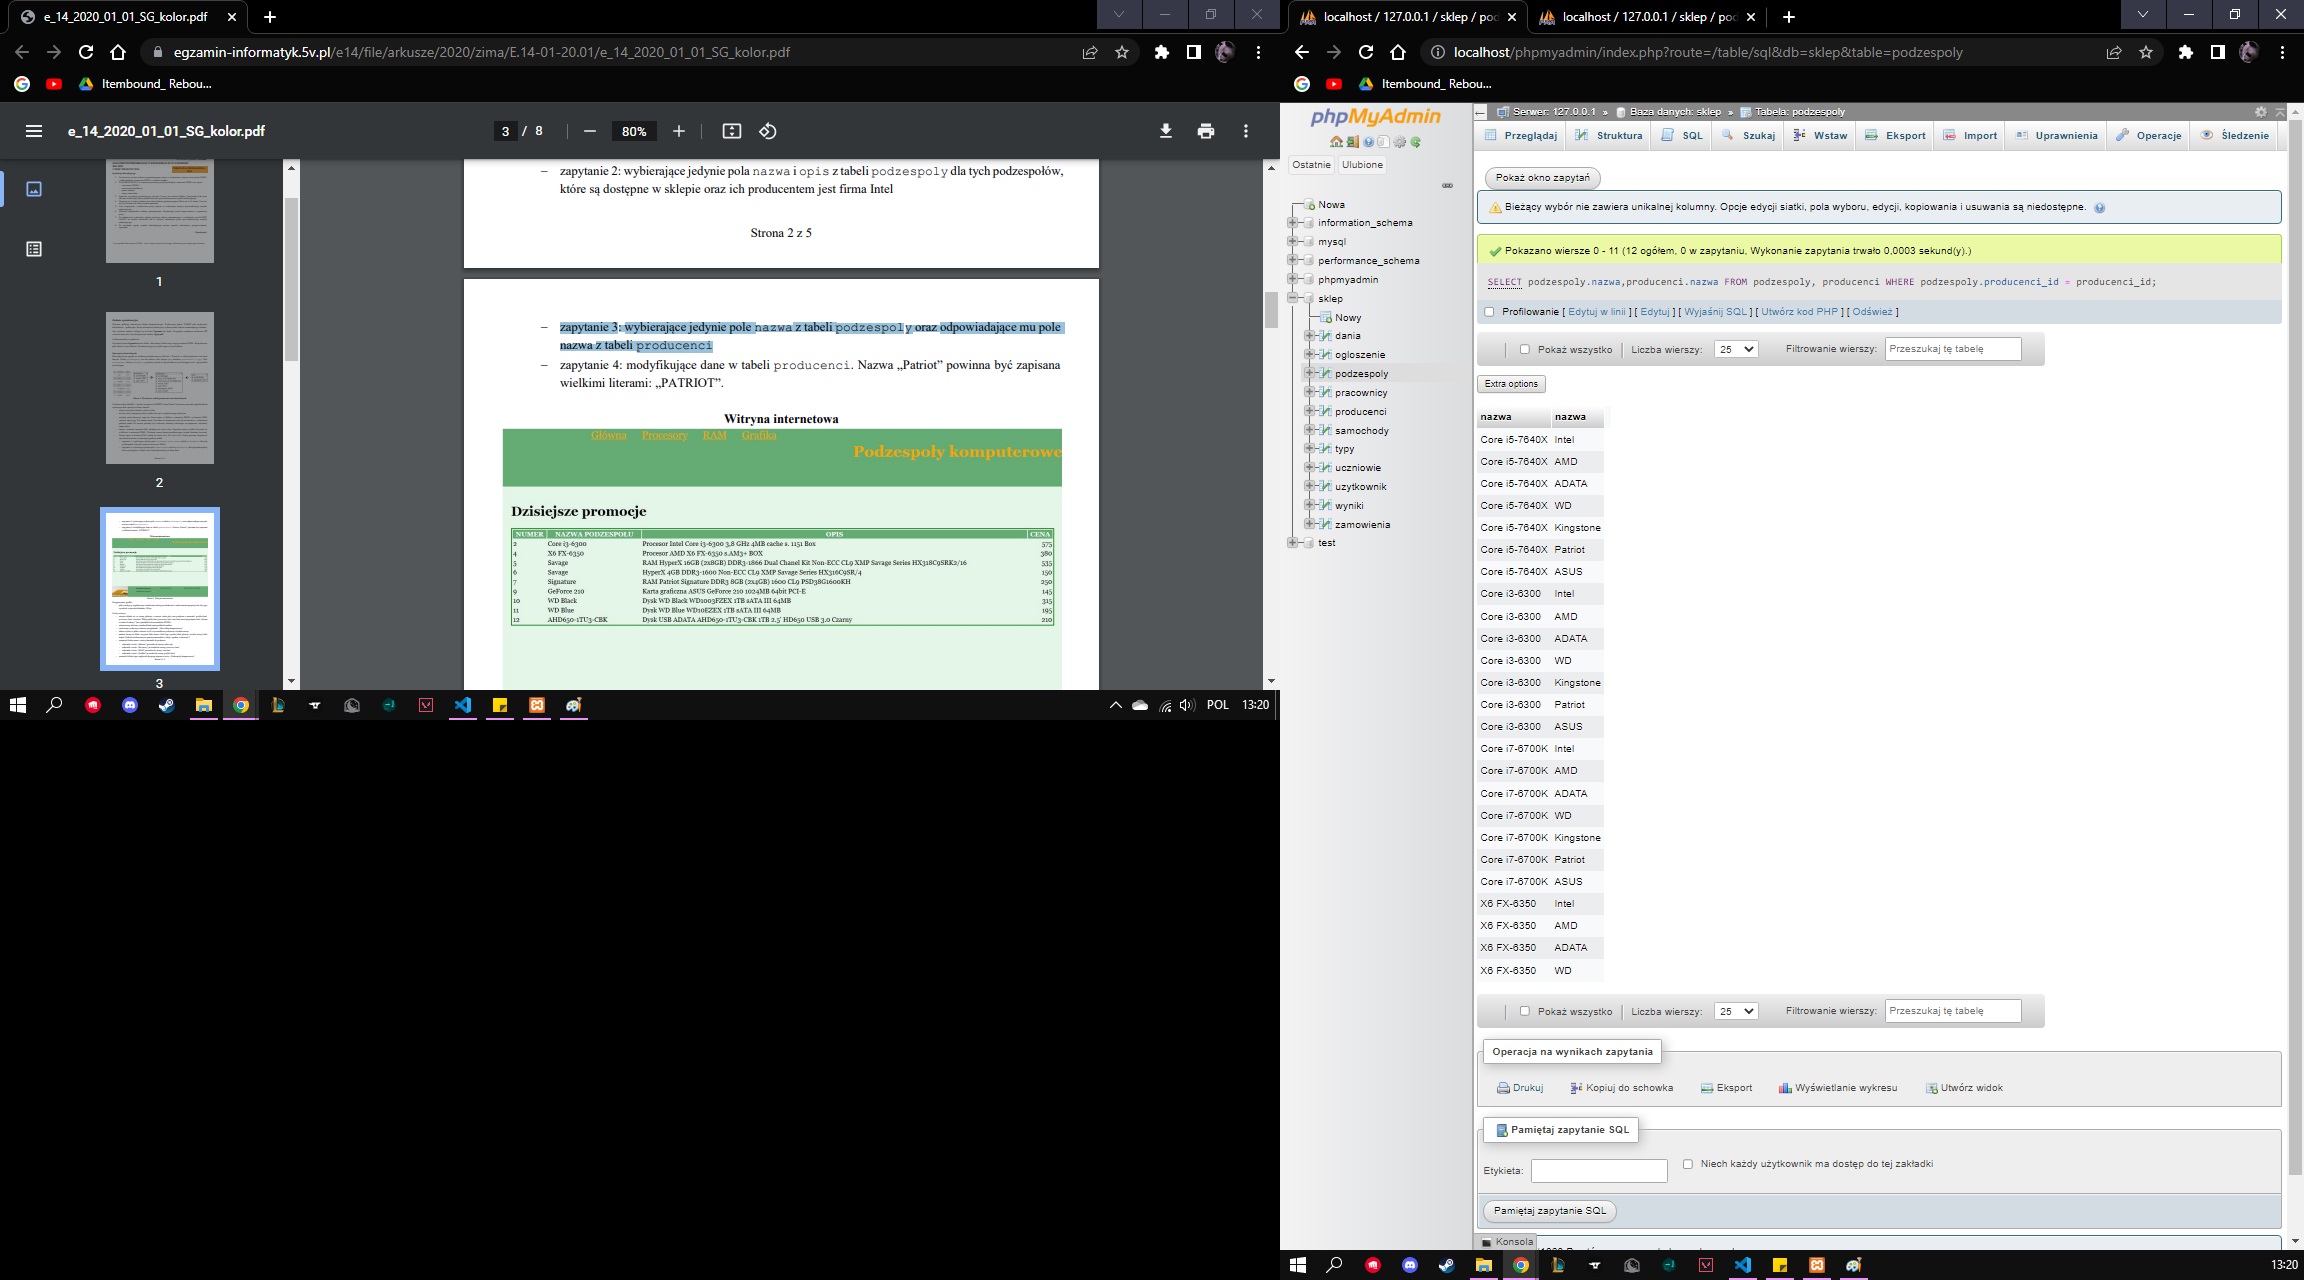 e_14_2020_01_01_SG_kolor.pdf
egzamin-informatyk.5v.pl/e14/file/arkusze/2020/zima/E.14-01-20.01/e_14_2020_01_01_SG_kolor.pdf
Itembound_ Rebou...
e_14_2020_01_01_SG_kolor.pdf
3 / 8
80%
1
2
3
– zapytanie 2: wybierające jedynie pola nazwa i opis z tabeli podzespoly dla tych podzespołów,
które są dostępne w sklepie oraz ich producentem jest firma Intel
Strona 2 z 5
– zapytanie 3: wybierające jedynie pole nazwa z tabeli podzespoly oraz odpowiadające mu pole
nazwa z tabeli producenci
– zapytanie 4: modyfikujące dane w tabeli producenci. Nazwa „Patriot” powinna być zapisana
wielkimi literami: „PATRIOT”.
Witryna internetowa
Główna Procesory RAM Grafika
Podzespoły komputerowe
Dzisiejsze promocje
NUMER NAZWA PODZESPOŁU OPIS CENA
2 Core i3-6300 Procesor Intel Core i3-6300 3,8 GHz 4MB cache s. 1151 Box 575
4 X6 FX-6350 Procesor AMD X6 FX-6350 s.AM3+ BOX 380
5 Savage RAM HyperX 16GB (2x8GB) DDR3-1866 Dual Chanel Kit Non-ECC CL9 XMP Savage Series HX318C9SRK2/16 535
6 Savage HyperX 4GB DDR3-1600 Non-ECC CL9 XMP Savage Series HX316C9SR/4 150
7 Signature RAM Patriot Signature DDR3 8GB (2x4GB) 1600 CL9 PSD38G1600KH 250
9 GeForce 210 Karta graficzna ASUS GeForce 210 1024MB 64bit PCI-E 145
10 WD Black Dysk WD Black WD1003FZEX 1TB sATA III 64MB 315
11 WD Blue Dysk WD Blue WD10EZEX 1TB sATA III 64MB 195
12 AHD650-1TU3-CBK Dysk USB ADATA AHD650-1TU3-CBK 1TB 2.5' HD650 USB 3.0 Czarny 210
POL 13:20
localhost / 127.0.0.1 / sklep / pod
localhost / 127.0.0.1 / sklep / pod
localhost/phpmyadmin/index.php?route=/table/sql&db=sklep&table=podzespoly
Itembound_ Rebou...
phpMyAdmin
Ostatnie Ulubione
Nowa
information_schema
mysql
performance_schema
phpmyadmin
sklep
Nowy
dania
ogloszenie
podzespoly
pracownicy
producenci
samochody
typy
uczniowie
uzytkownik
wyniki
zamowienia
test
Serwer: 127.0.0.1 » Baza danych: sklep » Tabela: podzespoly
Przeglądaj Struktura SQL Szukaj Wstaw Eksport Import Uprawnienia Operacje Śledzenie
Pokaż okno zapytań
Bieżący wybór nie zawiera unikalnej kolumny. Opcje edycji siatki, pola wyboru, edycji, kopiowania i usuwania są niedostępne.
Pokazano wiersze 0 - 11 (12 ogółem, 0 w zapytaniu, Wykonanie zapytania trwało 0,0003 sekund(y).)
SELECT podzespoly.nazwa,producenci.nazwa FROM podzespoly, producenci WHERE podzespoly.producenci_id = producenci_id;
Profilowanie [ Edytuj w linii ] [ Edytuj ] [ Wyjaśnij SQL ] [ Utwórz kod PHP ] [ Odśwież ]
Pokaż wszystko Liczba wierszy: 25 Filtrowanie wierszy: Przeszukaj tę tabelę
Extra options
nazwa nazwa
Core i5-7640X Intel
Core i5-7640X AMD
Core i5-7640X ADATA
Core i5-7640X WD
Core i5-7640X Kingstone
Core i5-7640X Patriot
Core i5-7640X ASUS
Core i3-6300 Intel
Core i3-6300 AMD
Core i3-6300 ADATA
Core i3-6300 WD
Core i3-6300 Kingstone
Core i3-6300 Patriot
Core i3-6300 ASUS
Core i7-6700K Intel
Core i7-6700K AMD
Core i7-6700K ADATA
Core i7-6700K WD
Core i7-6700K Kingstone
Core i7-6700K Patriot
Core i7-6700K ASUS
X6 FX-6350 Intel
X6 FX-6350 AMD
X6 FX-6350 ADATA
X6 FX-6350 WD
Pokaż wszystko Liczba wierszy: 25 Filtrowanie wierszy: Przeszukaj tę tabelę
Operacja na wynikach zapytania
Drukuj Kopiuj do schowka Eksport Wyświetlanie wykresu Utwórz widok
Pamiętaj zapytanie SQL
Etykieta: Niech każdy użytkownik ma dostęp do tej zakładki
Pamiętaj zapytanie SQL
Konsola
13:20